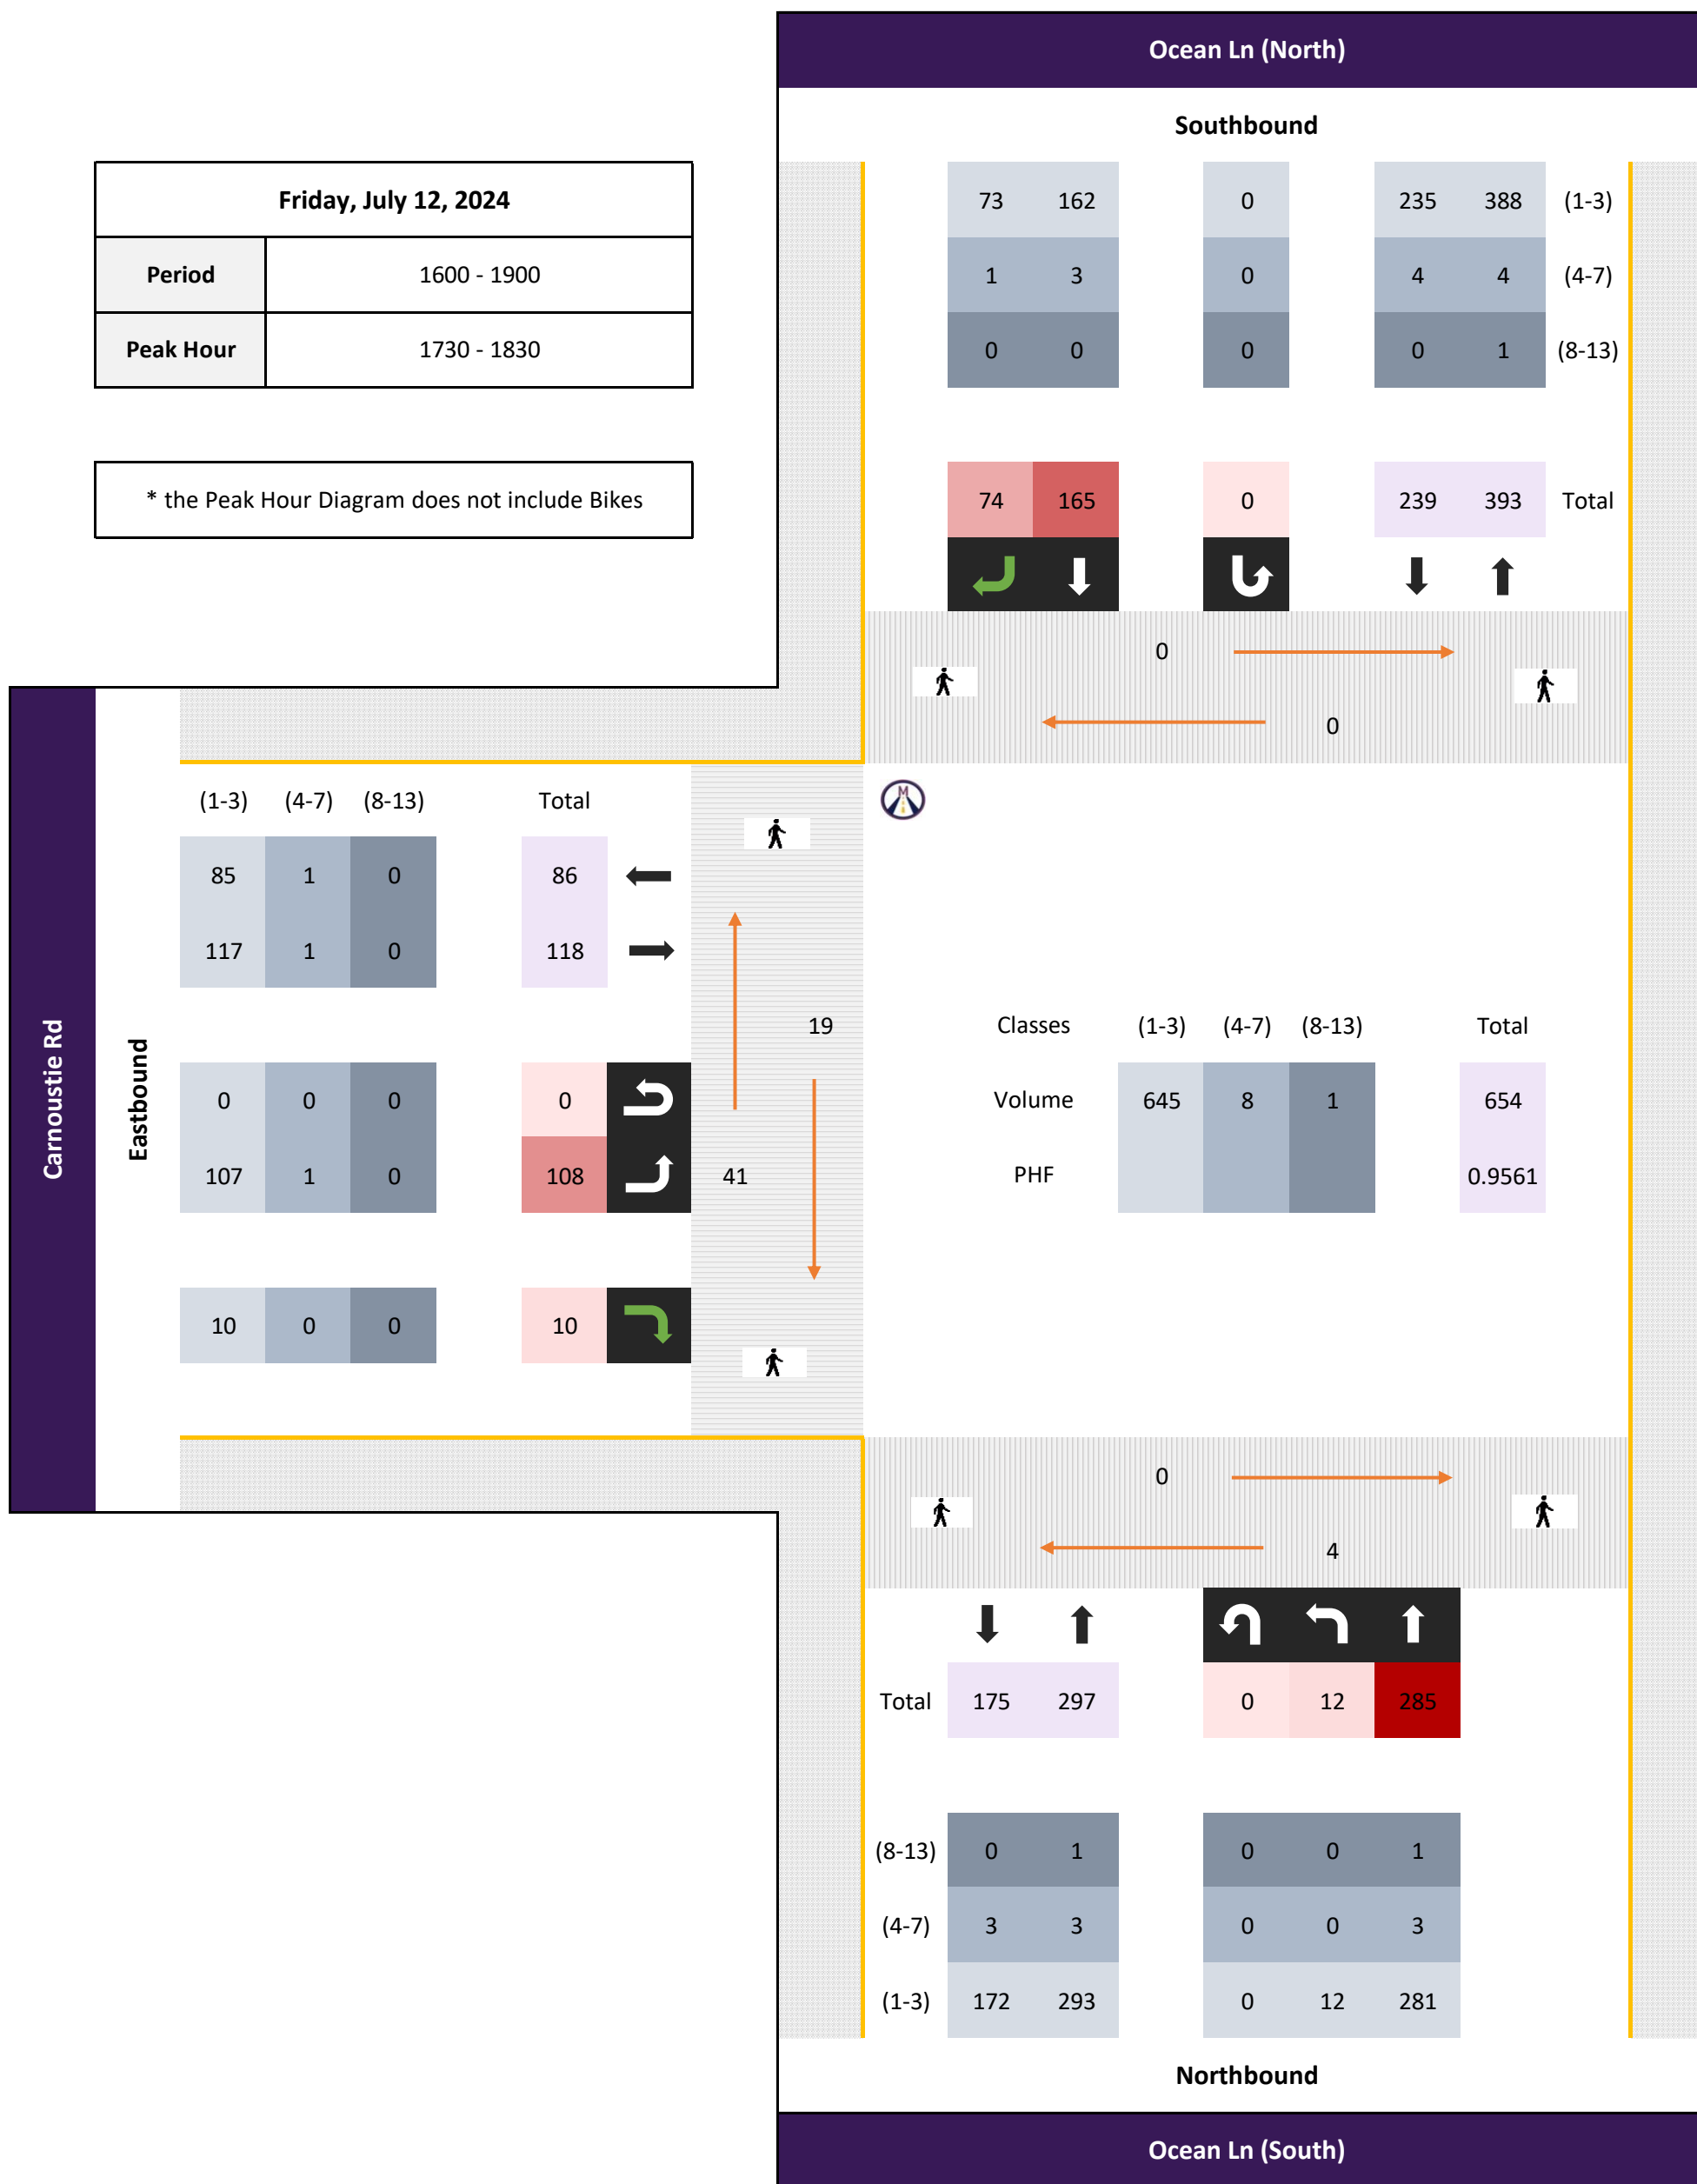 Ocean Ln (North)
Southbound
Friday, July 12, 2024
Period 1600 - 1900
Peak Hour 1730 - 1830
* the Peak Hour Diagram does not include Bikes
73 162 0 235 388 (1-3)
1 3 0 4 4 (4-7)
0 0 0 0 1 (8-13)
74 165 0 239 393 Total
0
0
Carnoustie Rd
Eastbound
(1-3) (4-7) (8-13) Total
85 1 0 86
117 1 0 118
0 0 0 0
107 1 0 108
10 0 0 10
19
41
M
Classes (1-3) (4-7) (8-13) Total
Volume 645 8 1 654
PHF 0.9561
0
4
Total 175 297 0 12 285
(8-13) 0 1 0 0 1
(4-7) 3 3 0 0 3
(1-3) 172 293 0 12 281
Northbound
Ocean Ln (South)